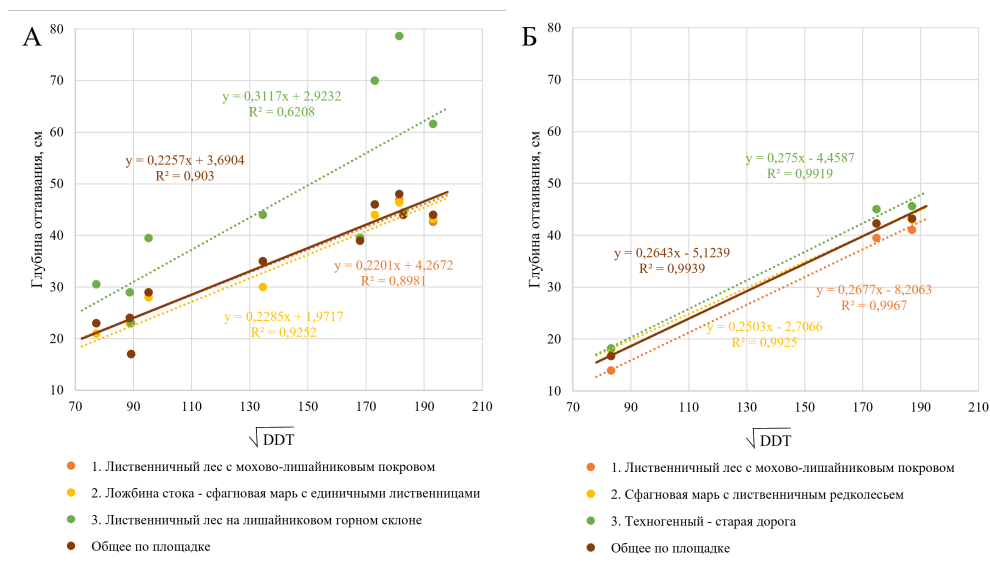 А
80
70
60
50
40
30
20
10
Глубина оттаивания, см
y = 0,3117x + 2,9232
R² = 0,6208
y = 0,2257x + 3,6904
R² = 0,903
y = 0,2201x + 4,2672
R² = 0,8981
y = 0,2285x + 1,9717
R² = 0,9252
70 90 110 130 150 170 190 210
√DDT
1. Лиственничный лес с мохово-лишайниковым покровом
2. Ложбина стока - сфагновая марь с единичными лиственницами
3. Лиственничный лес на лишайниковом горном склоне
Общее по площадке
Б
80
70
60
50
40
30
20
10
Глубина оттаивания, см
y = 0,275x - 4,4587
R² = 0,9919
y = 0,2643x - 5,1239
R² = 0,9939
y = 0,2677x - 8,2063
R² = 0,9967
y = 0,2503x - 2,7066
R² = 0,9925
70 90 110 130 150 170 190 210
√DDT
1. Лиственничный лес с мохово-лишайниковым покровом
2. Сфагновая марь с лиственничным редколесьем
3. Техногенный - старая дорога
Общее по площадке